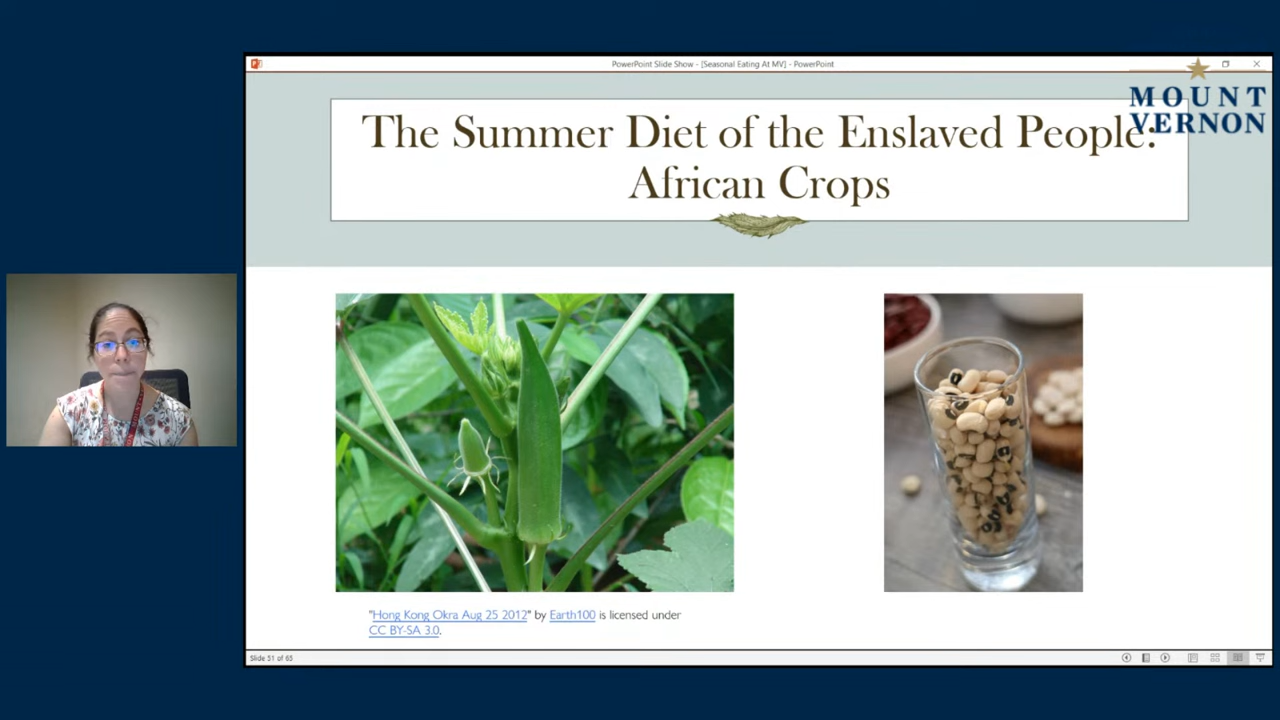 PowerPoint Slide Show - [Seasonal Eating At MV] - PowerPoint
MOUNT
VERNON
The Summer Diet of the Enslaved People:
African Crops
"Hong Kong Okra Aug 25 2012" by Earth100 is licensed under
CC BY-SA 3.0.
Slide 51 of 65